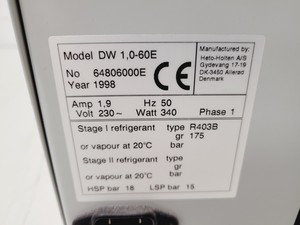 Model DW 1,0-60E
No 64806000E
Year 1998
Manufactured by:
Heto-Holten A/S
Gydevang 17-19
DK-3450 Allerød
Denmark
CE
Amp 1,9 Hz 50
Volt 230~ Watt 340 Phase 1
Stage I refrigerant type R403B
gr 175
or vapour at 20°C bar
Stage II refrigerant type
gr
or vapour at 20°C bar
HSP bar 18 LSP bar 15